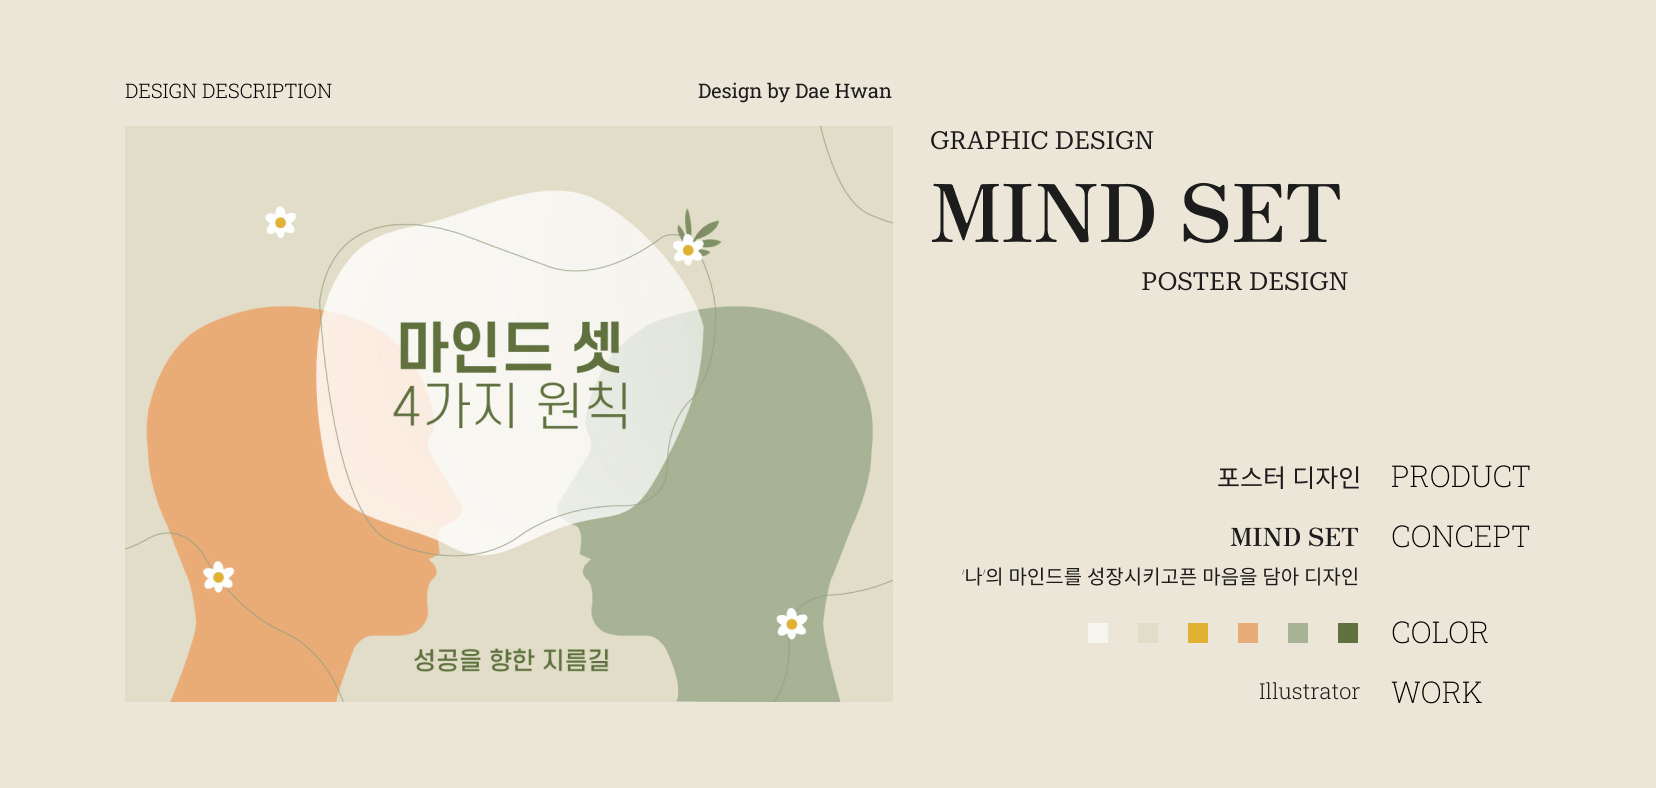 DESIGN DESCRIPTION
Design by Dae Hwan
마인드 셋
4가지 원칙
성공을 향한 지름길
GRAPHIC DESIGN
MIND SET
POSTER DESIGN
포스터 디자인 PRODUCT
MIND SET CONCEPT
'나'의 마인드를 성장시키고픈 마음을 담아 디자인
COLOR
Illustrator WORK